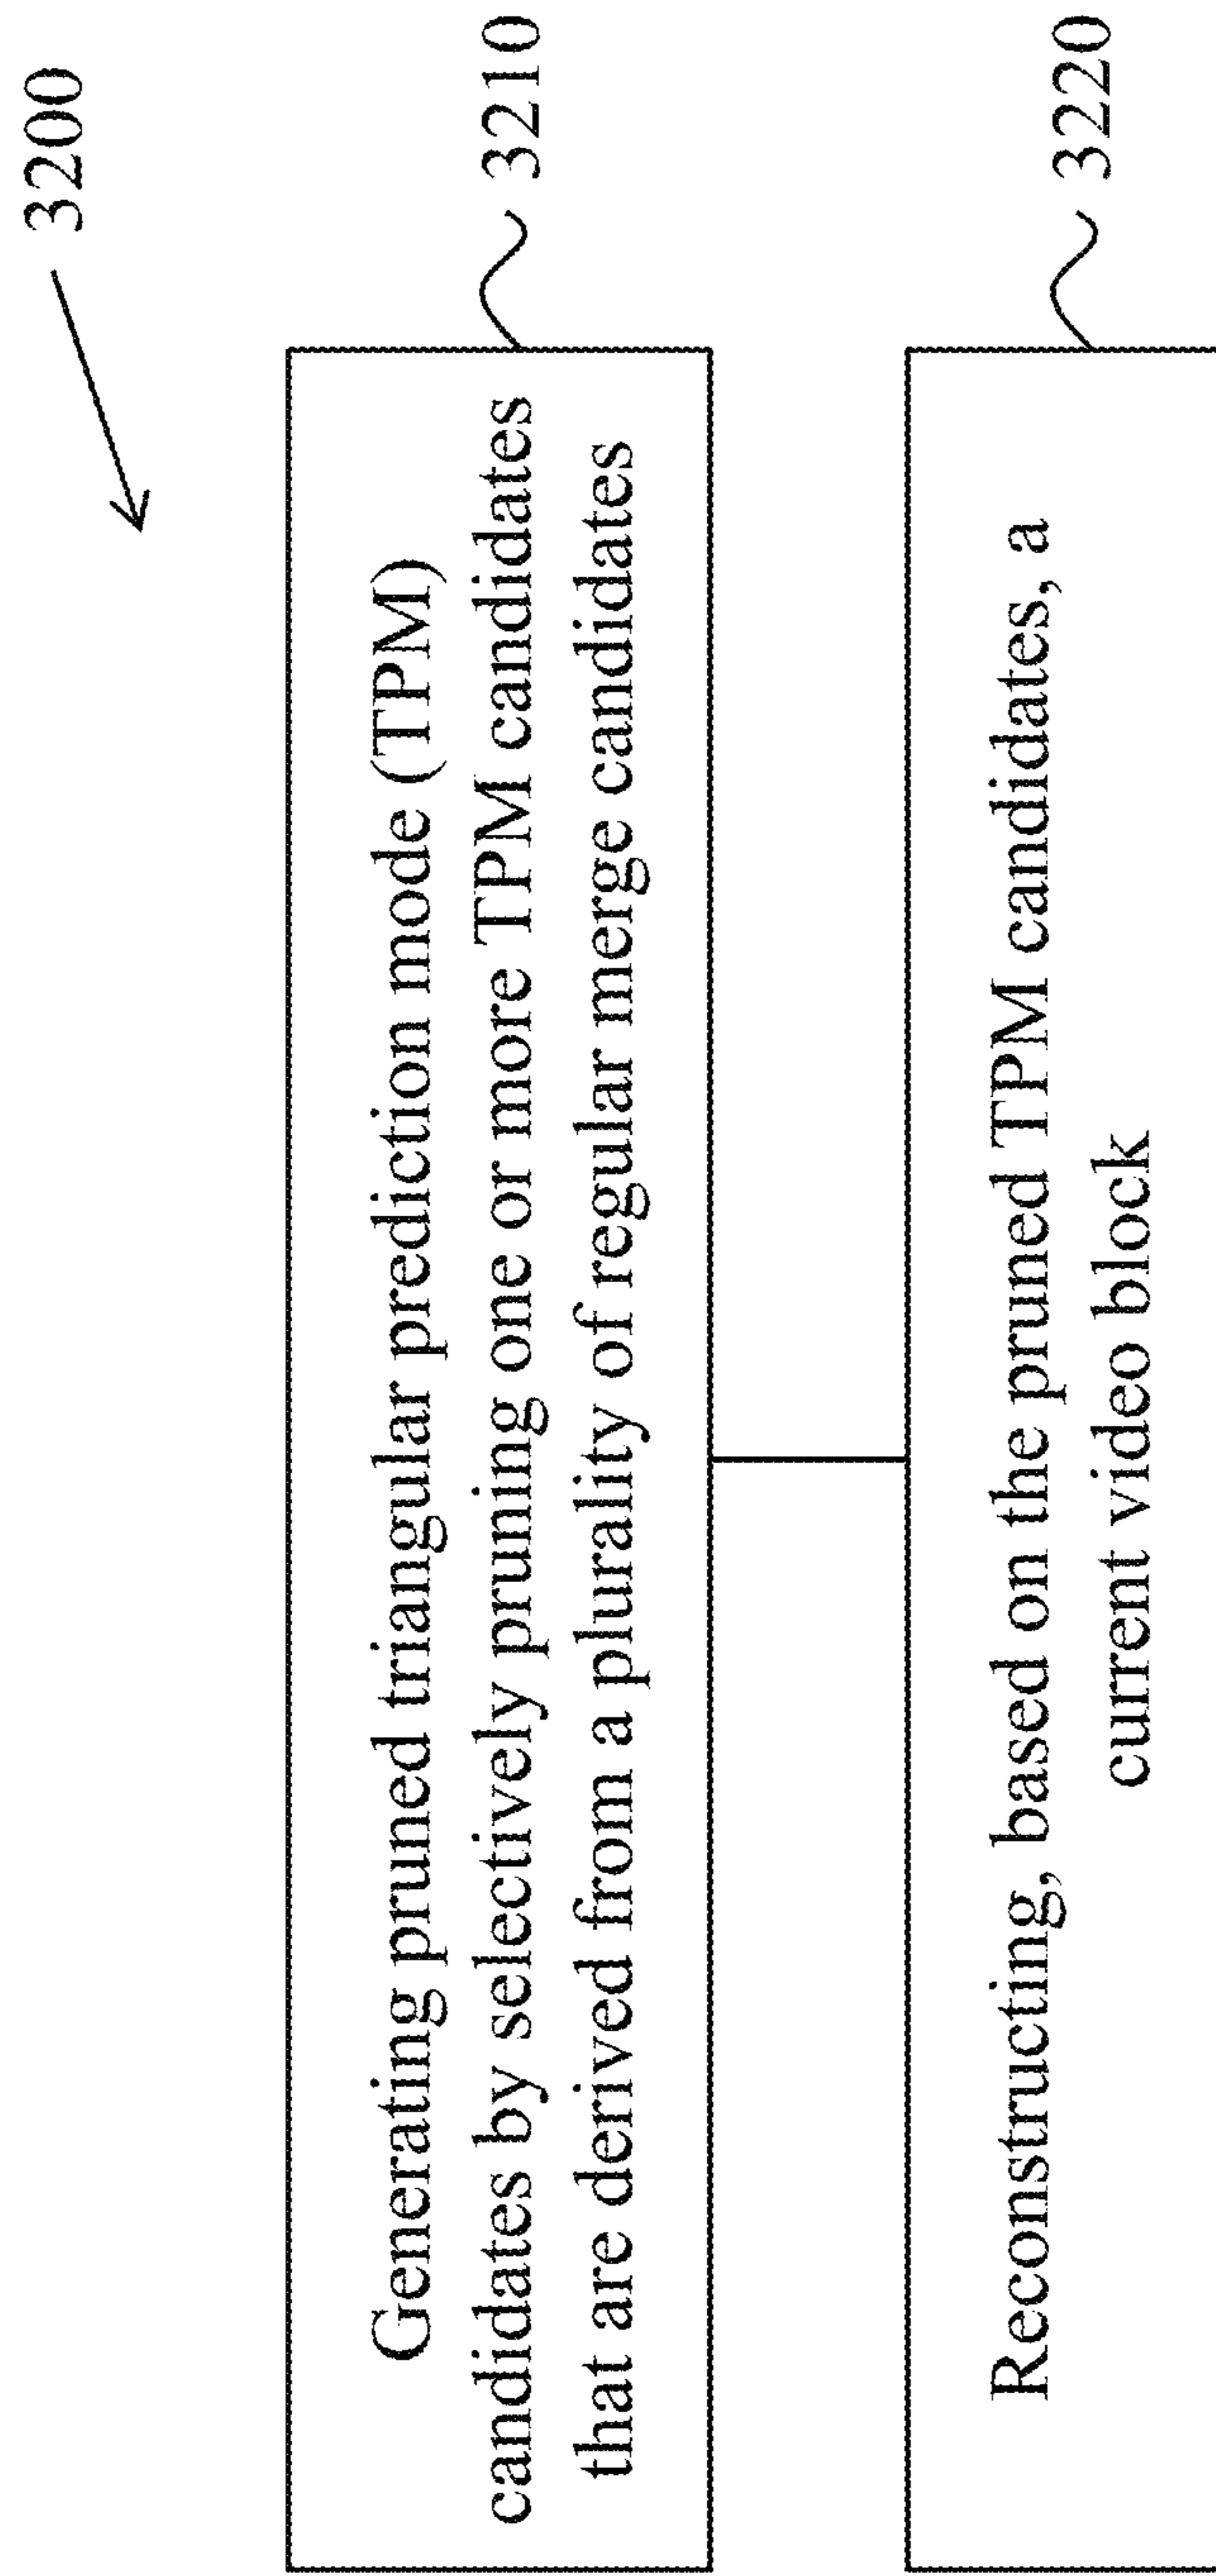 3200
Generating pruned triangular prediction mode (TPM)
candidates by selectively pruning one or more TPM candidates
that are derived from a plurality of regular merge candidates
3210
Reconstructing, based on the pruned TPM candidates, a
current video block
3220